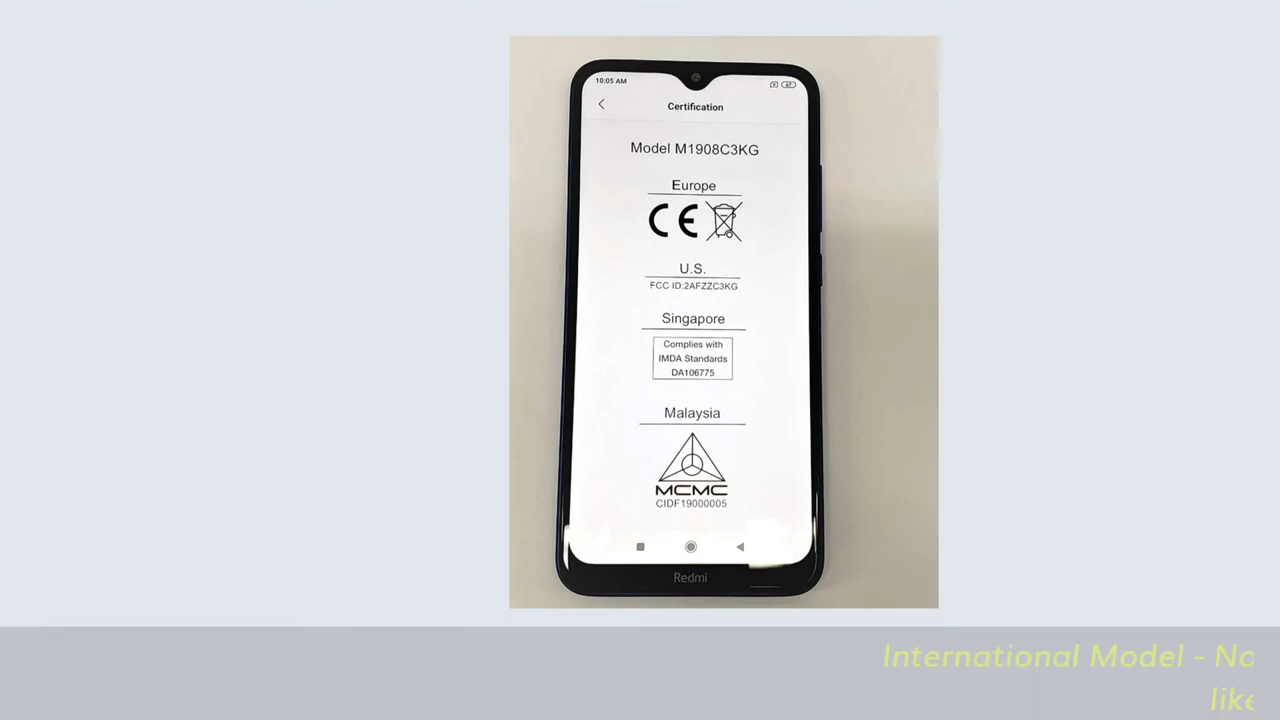 10:05 AM
67
Certification
Model M1908C3KG
Europe
CE
U.S.
FCC ID:2AFZZC3KG
Singapore
Complies with
IMDA Standards
DA106775
Malaysia
MCMC
CIDF19000005
Redmi
International Model - No
like